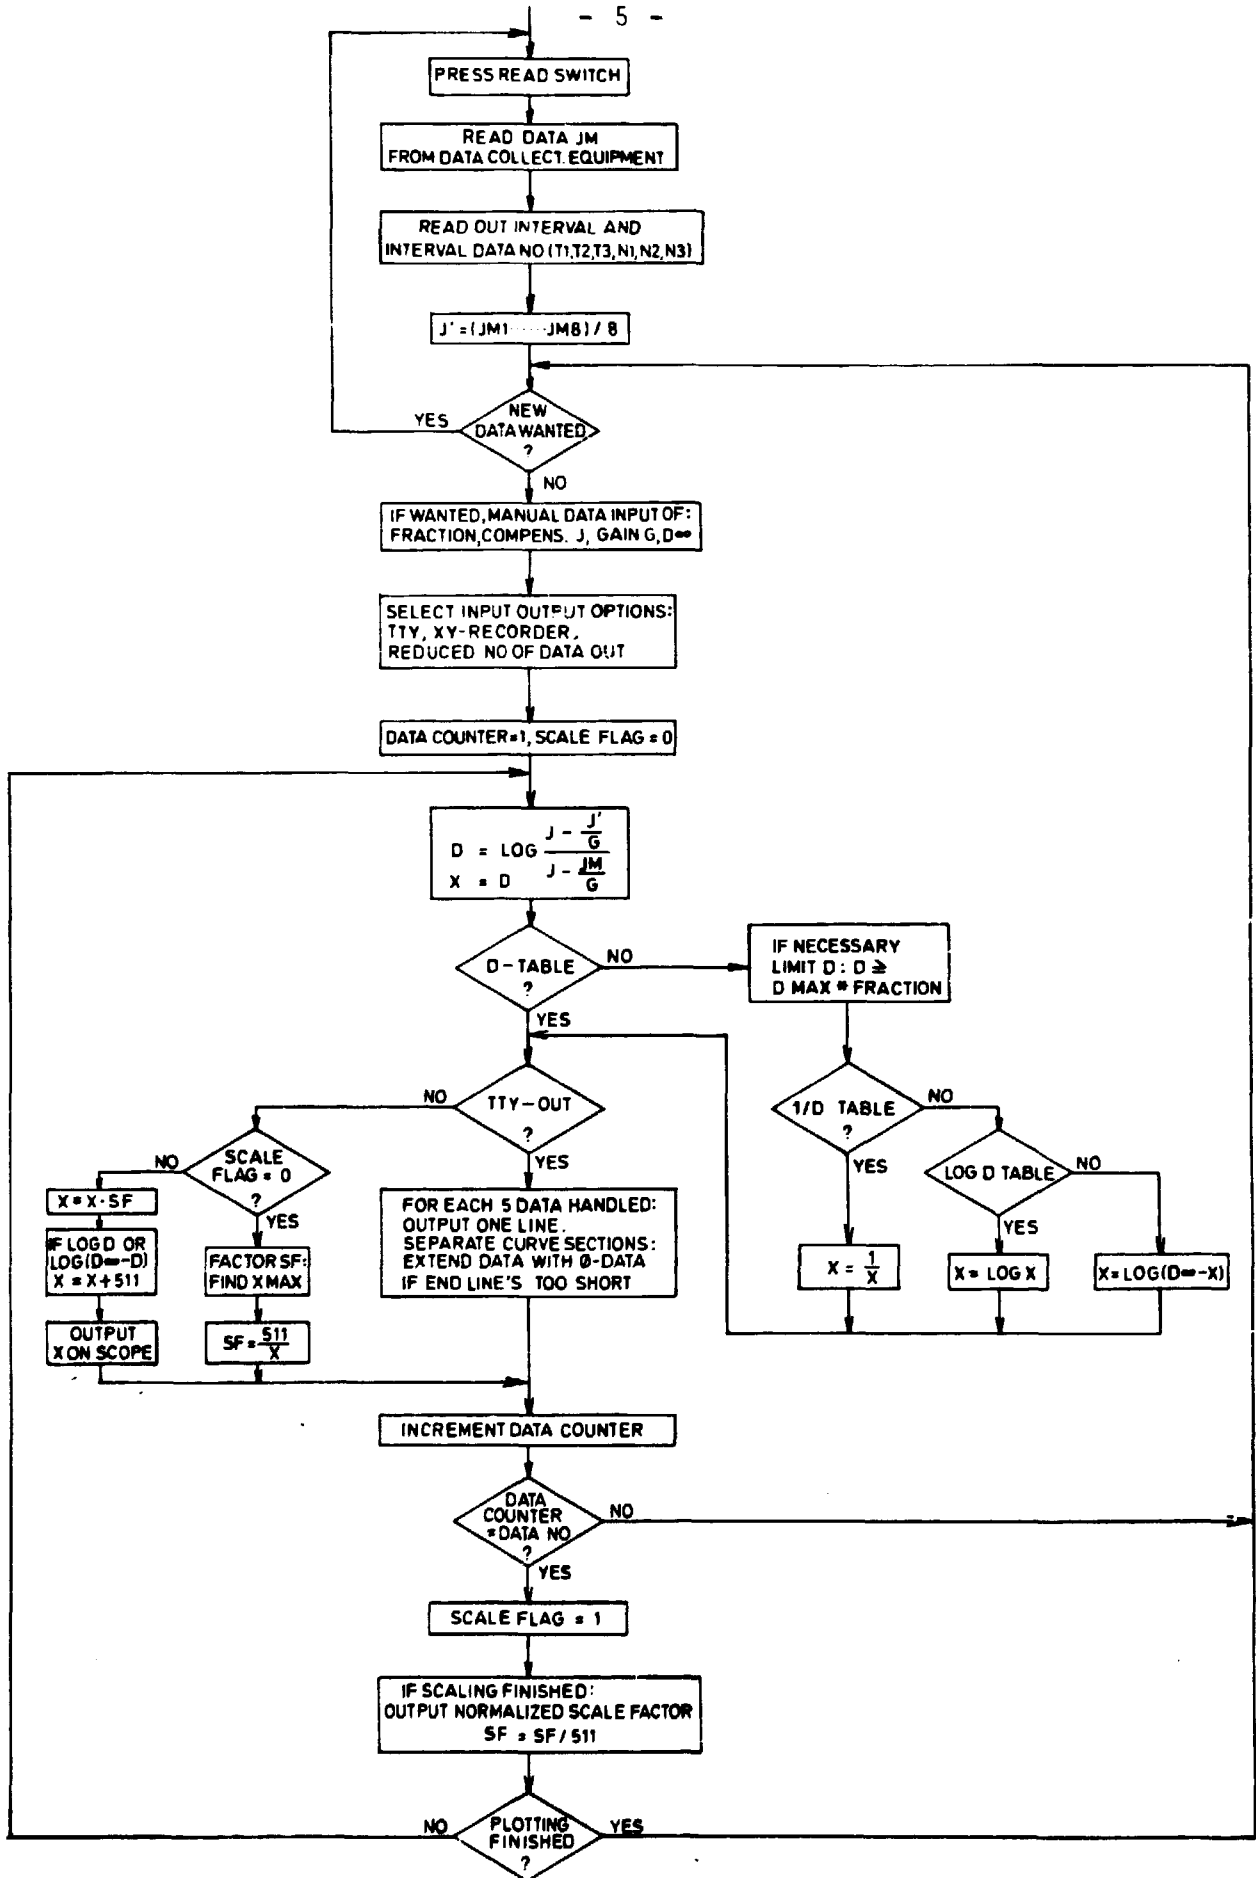 - 5 -
PRESS READ SWITCH
READ DATA JM
FROM DATA COLLECT. EQUIPMENT
READ OUT INTERVAL AND
INTERVAL DATA NO (T1,T2,T3,N1,N2,N3)
J' = (JM1 ······ JM8) / 8
NEW
DATA WANTED
?
YES
NO
IF WANTED, MANUAL DATA INPUT OF:
FRACTION, COMPENS. J, GAIN G, D∞
SELECT INPUT OUTPUT OPTIONS:
TTY, XY-RECORDER,
REDUCED NO OF DATA OUT
DATA COUNTER=1, SCALE FLAG = 0
D = LOG (J - J'/G) / (J - JM/G)
X = D
D-TABLE
?
NO
YES
IF NECESSARY
LIMIT D: D ≥
D MAX * FRACTION
TTY-OUT
?
NO
YES
1/D TABLE
?
NO
YES
LOG D TABLE
NO
YES
SCALE
FLAG = 0
?
NO
YES
X = X · SF
IF LOG D OR
LOG(D∞-D)
X = X+511
OUTPUT
X ON SCOPE
FACTOR SF:
FIND X MAX
SF = 511/X
FOR EACH 5 DATA HANDLED:
OUTPUT ONE LINE.
SEPARATE CURVE SECTIONS:
EXTEND DATA WITH Ø-DATA
IF END LINE'S TOO SHORT
X = 1/X
X = LOG X
X = LOG(D∞-X)
INCREMENT DATA COUNTER
DATA
COUNTER
= DATA NO
?
NO
YES
SCALE FLAG = 1
IF SCALING FINISHED:
OUTPUT NORMALIZED SCALE FACTOR
SF = SF / 511
PLOTTING
FINISHED
?
NO
YES